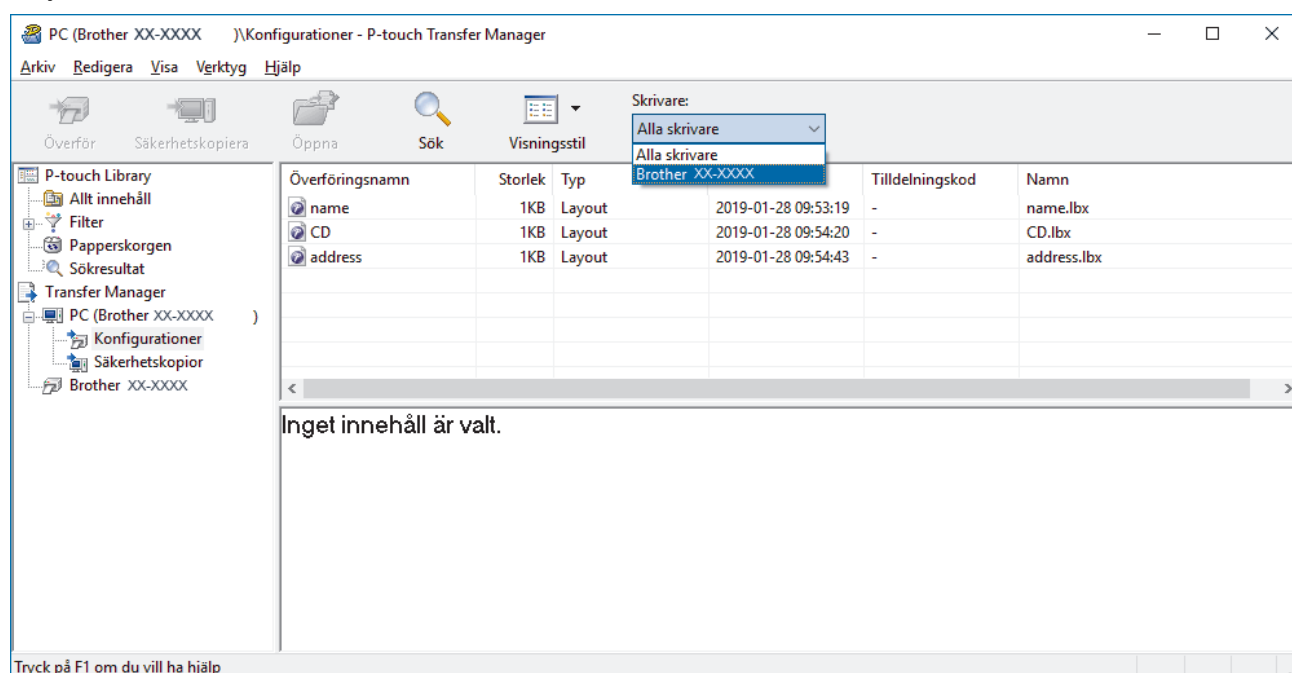 PC (Brother XX-XXXX )\Konfigurationer - P-touch Transfer Manager
Arkiv Redigera Visa Verktyg Hjälp
Skrivare:
Alla skrivare
Överför Säkerhetskopiera Öppna Sök Visningsstil
Alla skrivare
Brother XX-XXXX
P-touch Library
Allt innehåll
Filter
Papperskorgen
Sökresultat
Transfer Manager
PC (Brother XX-XXXX )
Konfigurationer
Säkerhetskopior
Brother XX-XXXX
Överföringsnamn Storlek Typ Tilldelningskod Namn
name 1KB Layout 2019-01-28 09:53:19 - name.lbx
CD 1KB Layout 2019-01-28 09:54:20 - CD.lbx
address 1KB Layout 2019-01-28 09:54:43 - address.lbx
Inget innehåll är valt.
Tryck på F1 om du vill ha hjälp